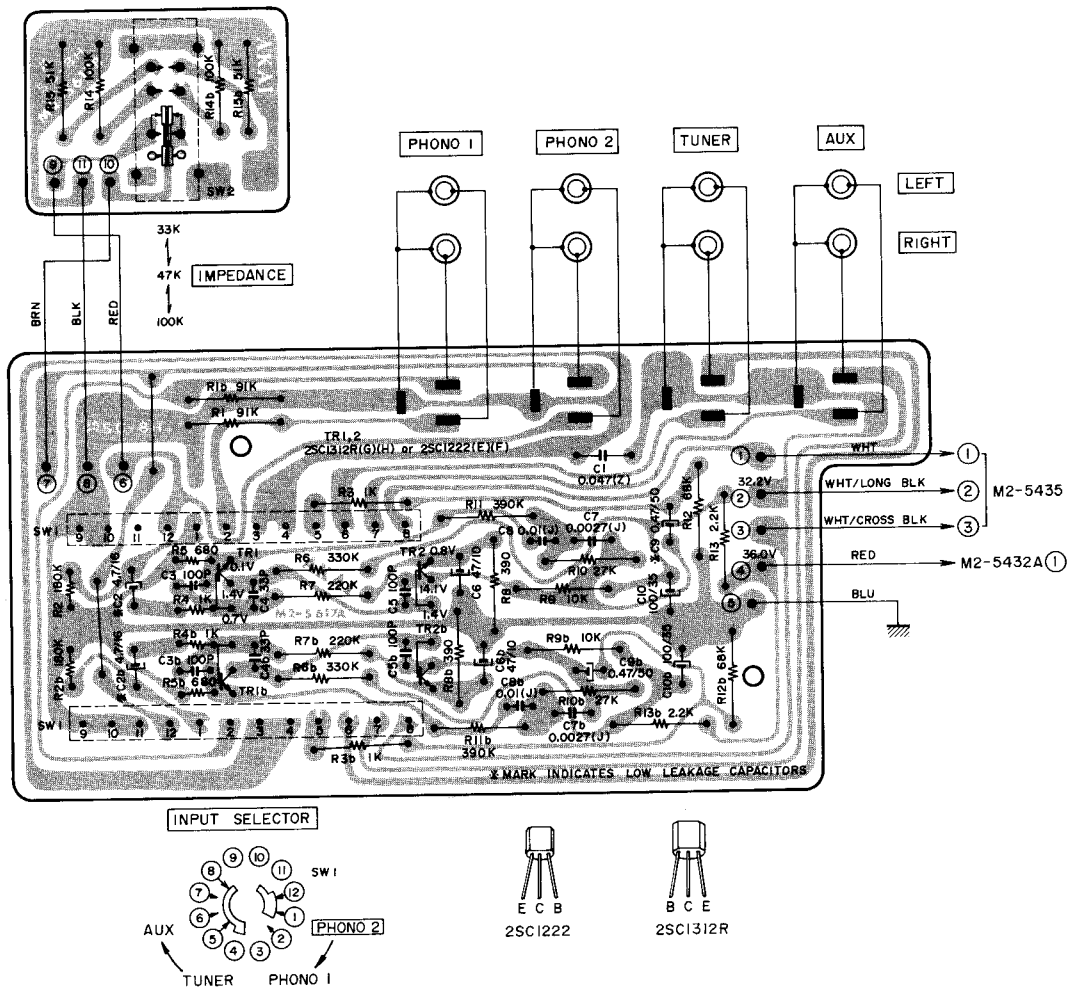 AKAI
R15 51K
R14 100K
R14b 100K
R15b 51K
9 11 10
SW2
33K
47K
100K
IMPEDANCE
BRN
BLK
RED
PHONO 1
PHONO 2
TUNER
AUX
LEFT
RIGHT
R1b 91K
R1 91K
TR1,2
2SC1312R(G)(H) or 2SC1222(E)(F)
C1
0.047(Z)
7 8 6
1
WHT
1
32.2V
2
WHT/LONG BLK
2
M2-5435
3
WHT/CROSS BLK
3
36.0V
4
RED
M2-5432A 1
5
BLU
R3 1K
SW1
9 10 11 12 1 2 3 4 5 6 7 8
R11 390K
C8 0.01(J)
C7
0.0027(J)
C9 0.47/50
R12 68K
R13 2.2K
R2 180K
C2 4.7/16
R5 680
C3 100P
R4 1K
TR1
0.1V
1.4V
0.7V
C4 33P
R6 330K
R7 220K
M2-5617A
C5 100P
TR2 0.8V
14.1V
1.4V
C6 47/10
R8 390
R10 27K
R9 10K
C10 100/35
R2b 180K
C2b 4.7/16
R4b 1K
C3b 100P
R5b 680
TR1b
C4b 33P
R7b 220K
R6b 330K
C5b 100P
TR2b
R8b 390
C6b 47/10
R9b 10K
C9b
0.47/50
C8b
0.01(J)
R10b 27K
C7b
0.0027(J)
C10b 100/35
R12b 68K
R13b 2.2K
SW1
9 10 11 12 1 2 3 4 5 6 7 8
R3b 1K
R11b
390K
※MARK INDICATES LOW LEAKAGE CAPACITORS
INPUT SELECTOR
9 10
8 11 SW1
7 12
6 1
5 4 3 2
AUX
PHONO 2
TUNER
PHONO 1
E C B
2SC1222
B C E
2SC1312R